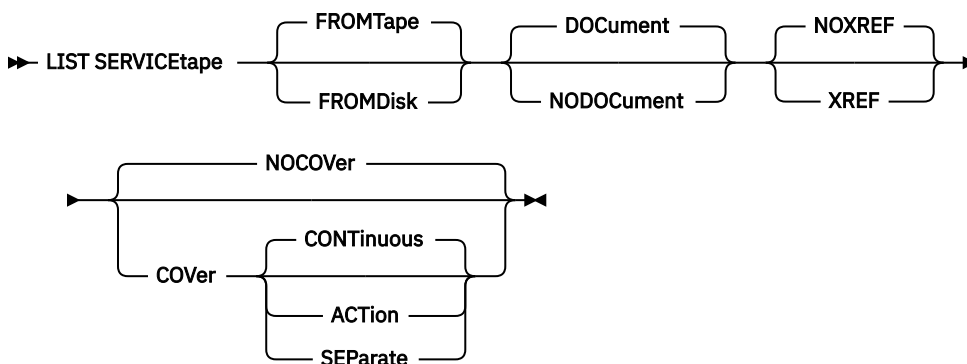 FROMTape DOCument NOXREF
LIST SERVICEtape
FROMDisk NODOCument XREF
NOCOVer
CONTinuous
COVer
ACTion
SEParate